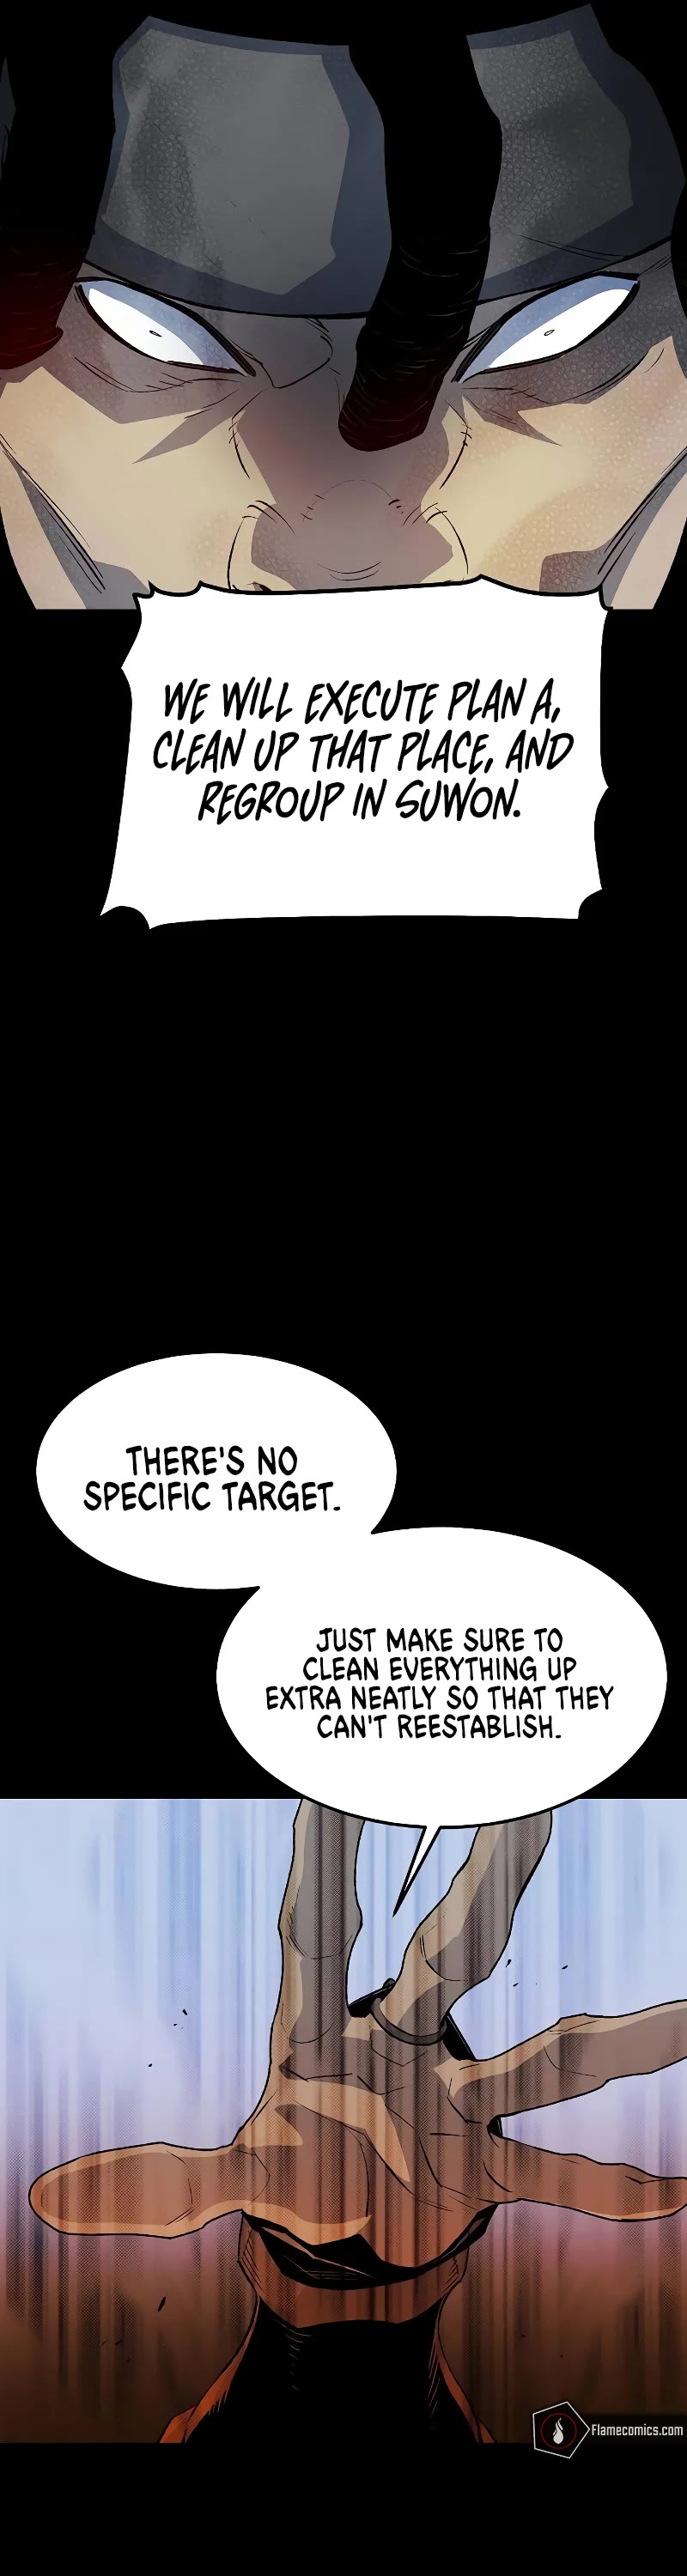 WE WILL EXECUTE PLAN A,
CLEAN UP THAT PLACE, AND
REGROUP IN SUWON.
THERE'S NO
SPECIFIC TARGET.
JUST MAKE SURE TO
CLEAN EVERYTHING UP
EXTRA NEATLY SO THAT THEY
CAN'T REESTABLISH.
Flamecomics.com